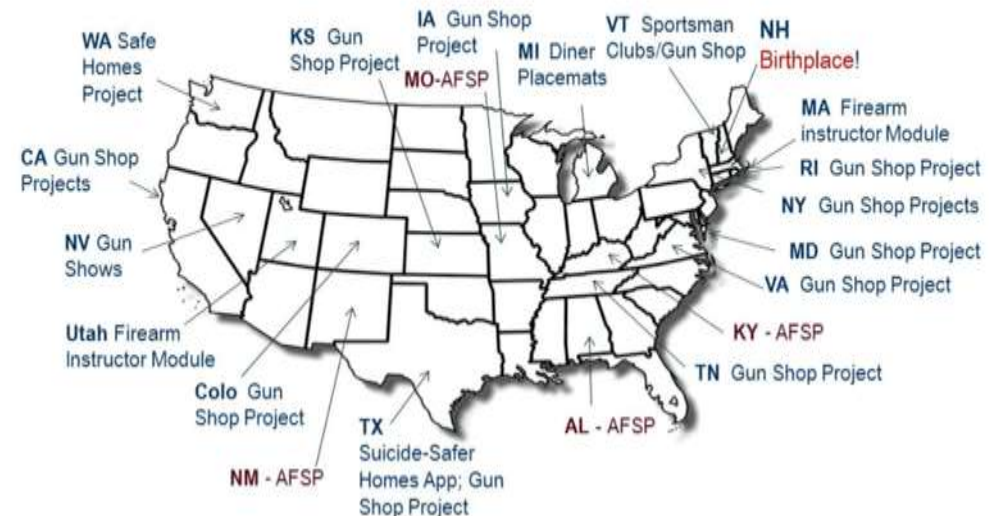 WA Safe
Homes
Project
KS Gun
Shop Project
IA Gun Shop
Project
MO-AFSP
MI Diner
Placemats
VT Sportsman
Clubs/Gun Shop
NH
Birthplace!
MA Firearm
instructor Module
RI Gun Shop Project
NY Gun Shop Projects
MD Gun Shop Project
VA Gun Shop Project
KY - AFSP
TN Gun Shop Project
AL - AFSP
CA Gun Shop
Projects
NV Gun
Shows
Utah Firearm
Instructor Module
Colo Gun
Shop Project
NM - AFSP
TX
Suicide-Safer
Homes App; Gun
Shop Project